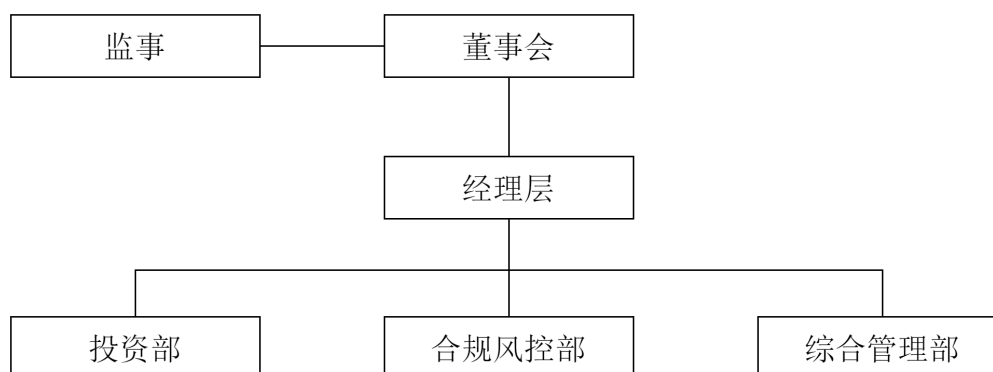 监事
董事会
经理层
投资部
合规风控部
综合管理部